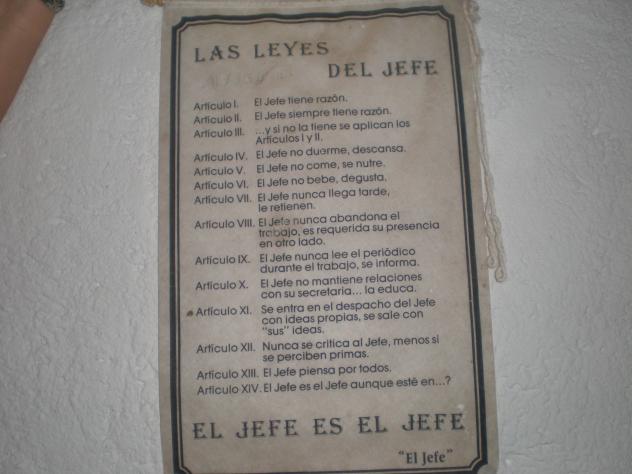 LAS LEYES
DEL JEFE
Artículo I. El Jefe tiene razón.
Artículo II. El Jefe siempre tiene razón.
Artículo III. ...y si no la tiene se aplican los
Artículos I y II.
Artículo IV. El Jefe no duerme, descansa.
Artículo V. El Jefe no come, se nutre.
Artículo VI. El Jefe no bebe, degusta.
Artículo VII. El Jefe nunca llega tarde,
le retienen.
Artículo VIII. El Jefe nunca abandona el
trabajo, es requerida su presencia
en otro lado.
Artículo IX. El Jefe nunca lee el periódico
durante el trabajo, se informa.
Artículo X. El Jefe no mantiene relaciones
con su secretaria... la educa.
Artículo XI. Se entra en el despacho del Jefe
con ideas propias, se sale con
"sus" ideas.
Artículo XII. Nunca se critica al Jefe, menos si
se perciben primas.
Artículo XIII. El Jefe piensa por todos.
Artículo XIV. El Jefe es el Jefe aunque esté en...?
EL JEFE ES EL JEFE
"El Jefe"